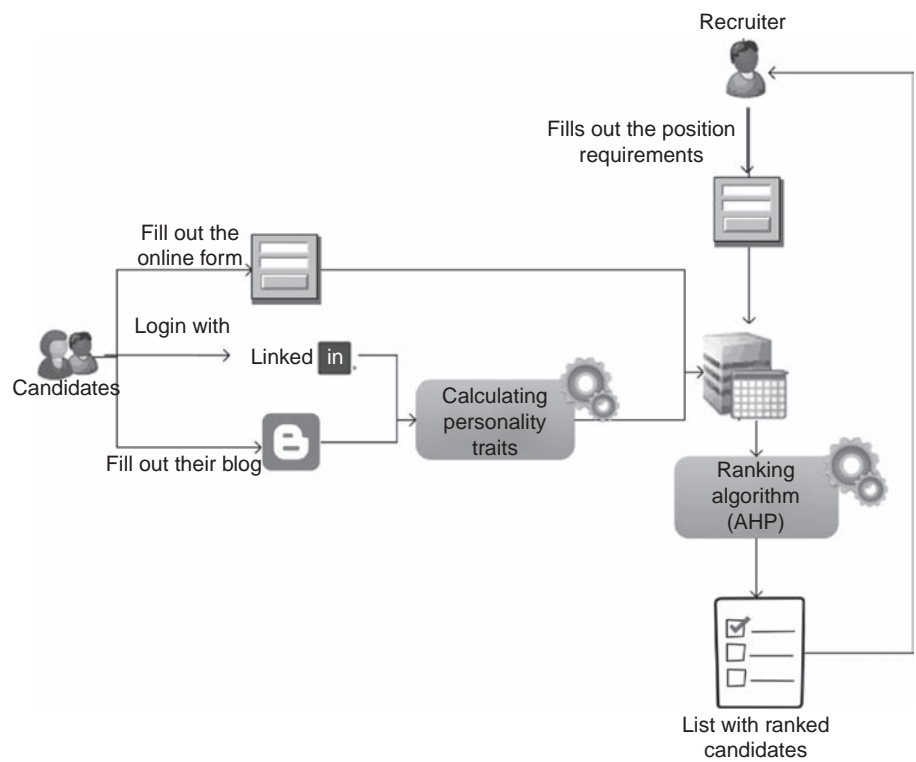 Recruiter
Fills out the position
requirements
Fill out the
online form
Login with
Linked in
Candidates
Calculating
personality
traits
Fill out their blog
Ranking
algorithm
(AHP)
List with ranked
candidates